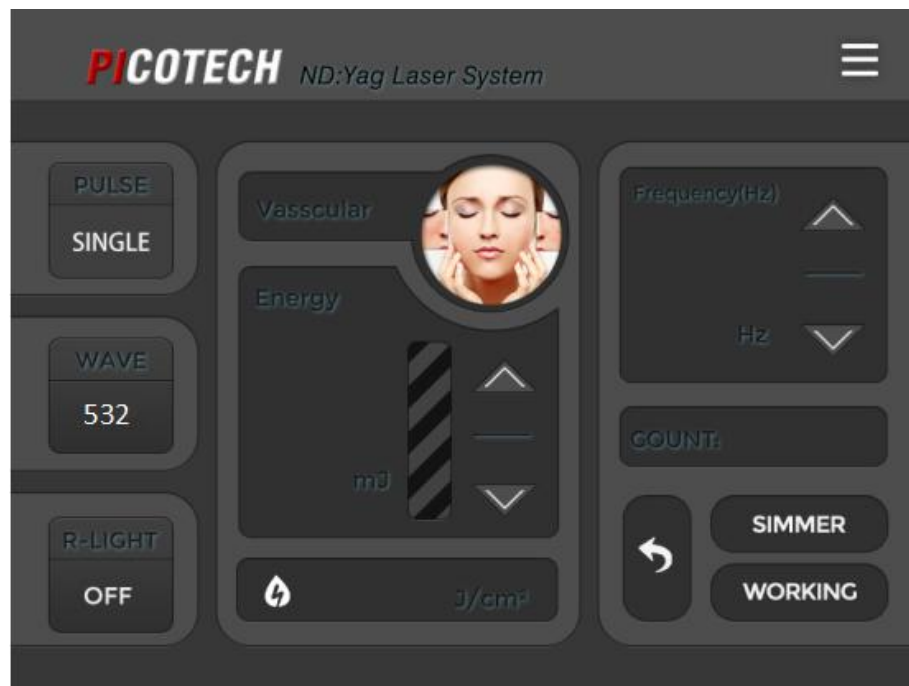 PICOTECH ND:Yag Laser System
PULSE
SINGLE
WAVE
532
R-LIGHT
OFF
Vasscular
Energy
mJ
J/cm²
Frequency(Hz)
Hz
COUNT:
SIMMER
WORKING